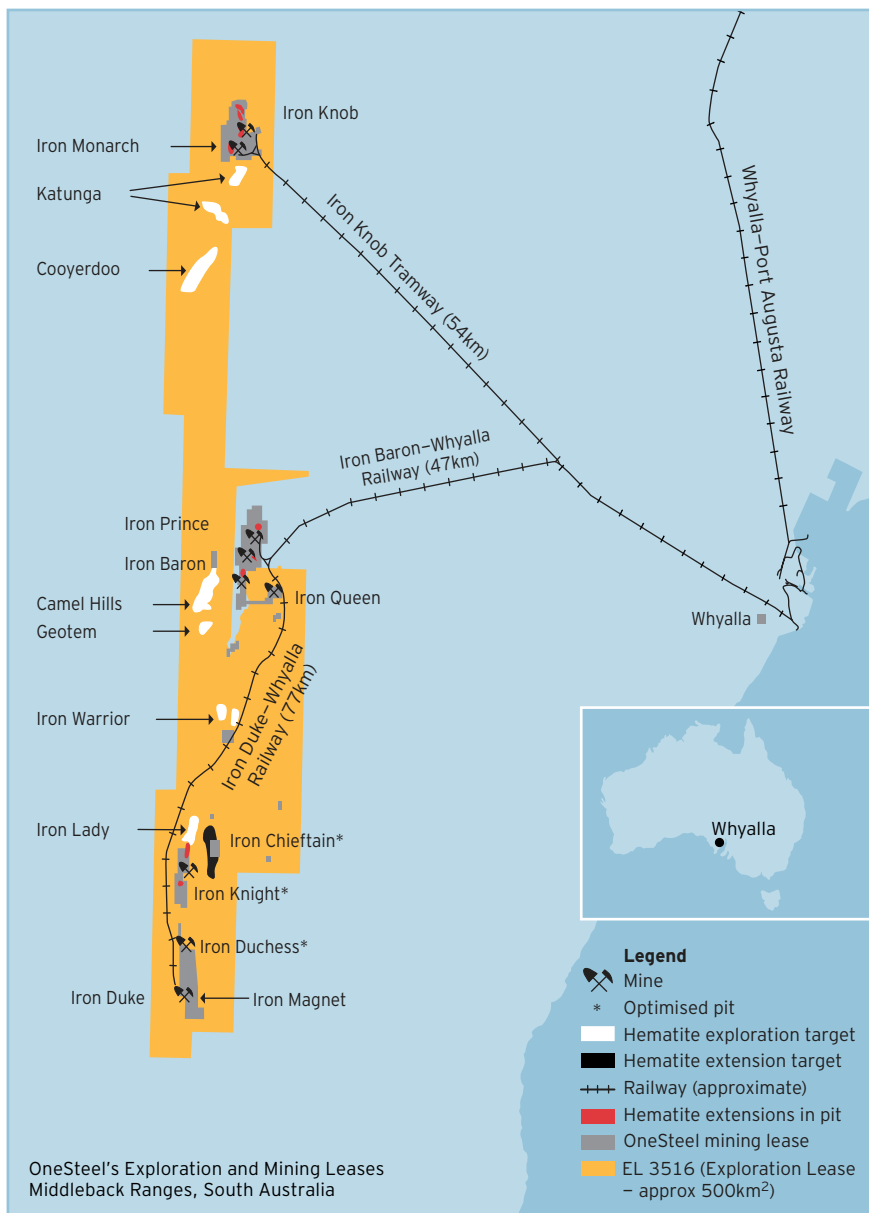 Iron Knob
Iron Monarch
Katunga
Cooyerdoo
Iron Knob Tramway (54km)
Whyalla–Port Augusta Railway
Iron Baron–Whyalla
Railway (47km)
Iron Prince
Iron Baron
Camel Hills
Iron Queen
Geotem
Whyalla
Iron Warrior
Iron Duke–Whyalla
Railway (77km)
Iron Lady
Iron Chieftain*
Iron Knight*
Iron Duchess*
Iron Duke
Iron Magnet
Whyalla
Legend
Mine
* Optimised pit
Hematite exploration target
Hematite extension target
Railway (approximate)
Hematite extensions in pit
OneSteel mining lease
EL 3516 (Exploration Lease
– approx 500km²)
OneSteel's Exploration and Mining Leases
Middleback Ranges, South Australia